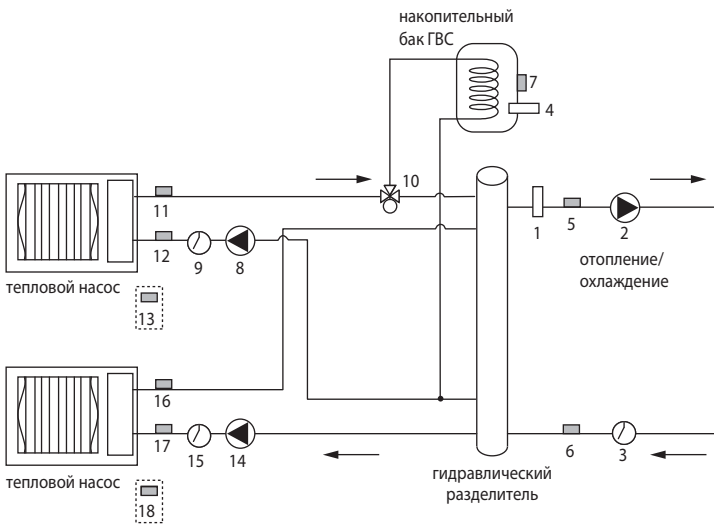 накопительный
бак ГВС
7
4
10
11
12
9
8
1
5
2
отопление/
охлаждение
тепловой насос
13
16
17
15
14
6
3
гидравлический
разделитель
тепловой насос
18